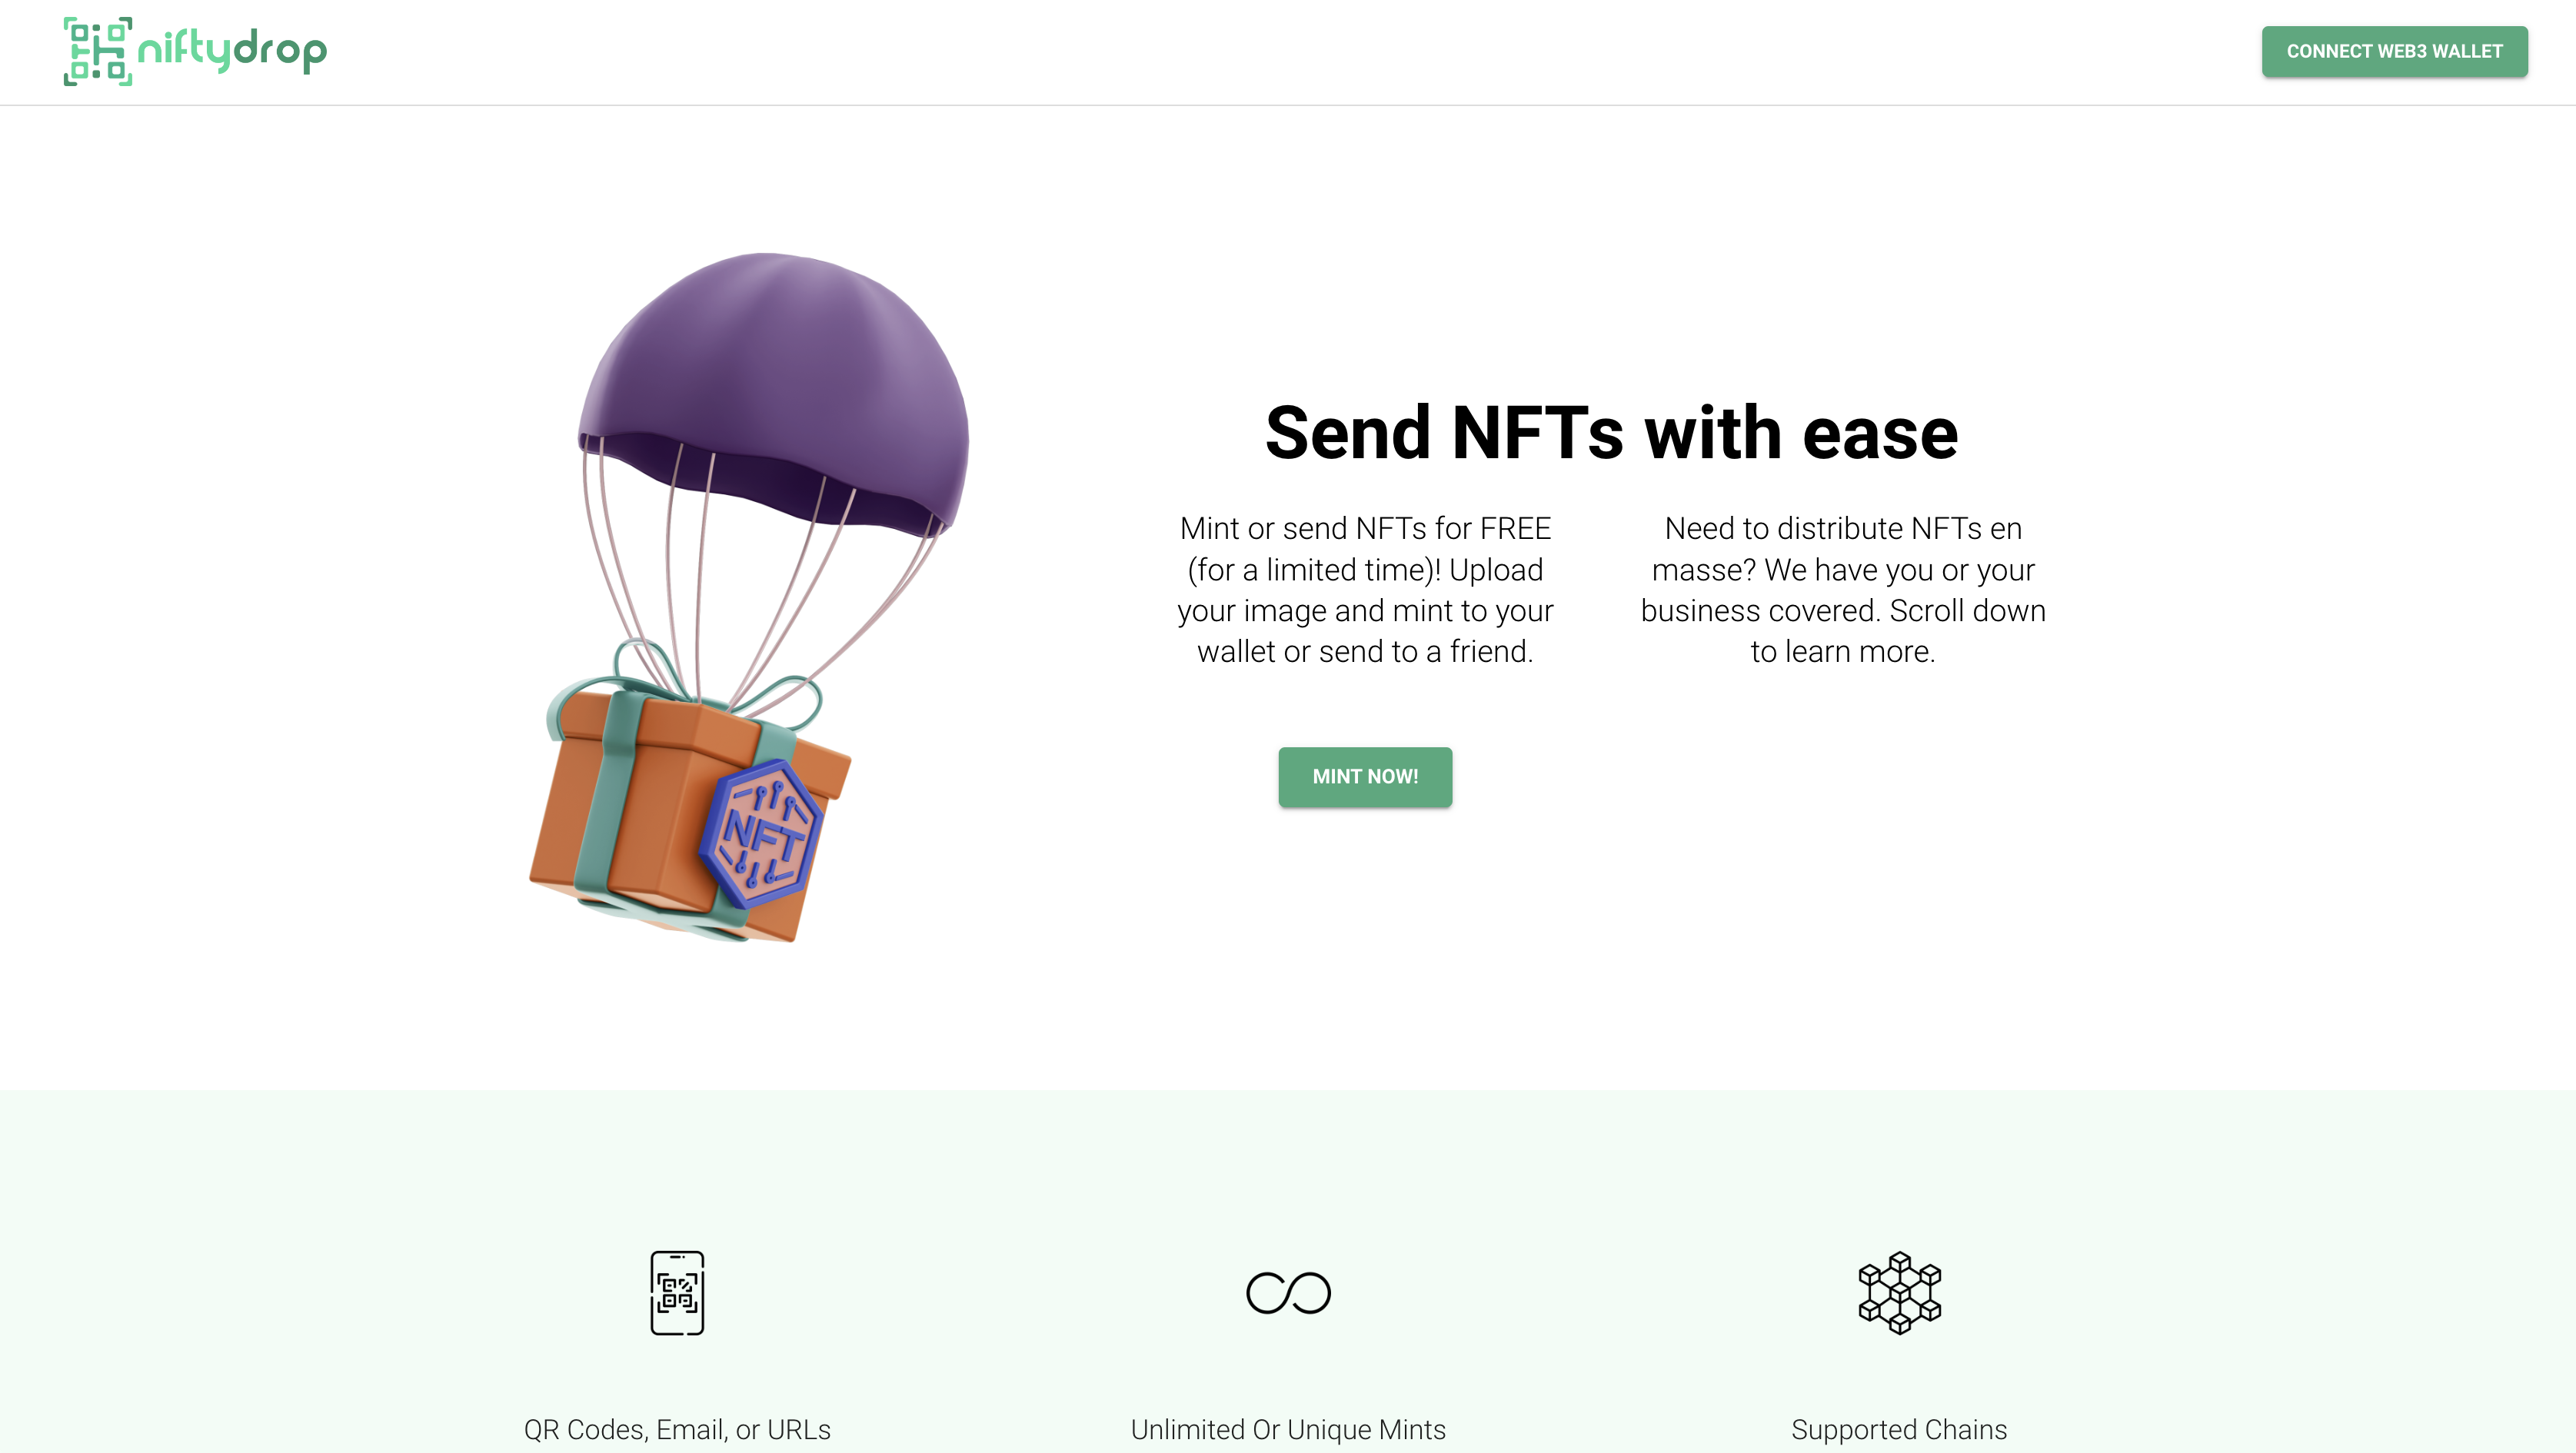 niftydrop
CONNECT WEB3 WALLET
Send NFTs with ease
Mint or send NFTs for FREE
(for a limited time)! Upload
your image and mint to your
wallet or send to a friend.
Need to distribute NFTs en
masse? We have you or your
business covered. Scroll down
to learn more.
MINT NOW!
NFT
QR Codes, Email, or URLs
Unlimited Or Unique Mints
Supported Chains